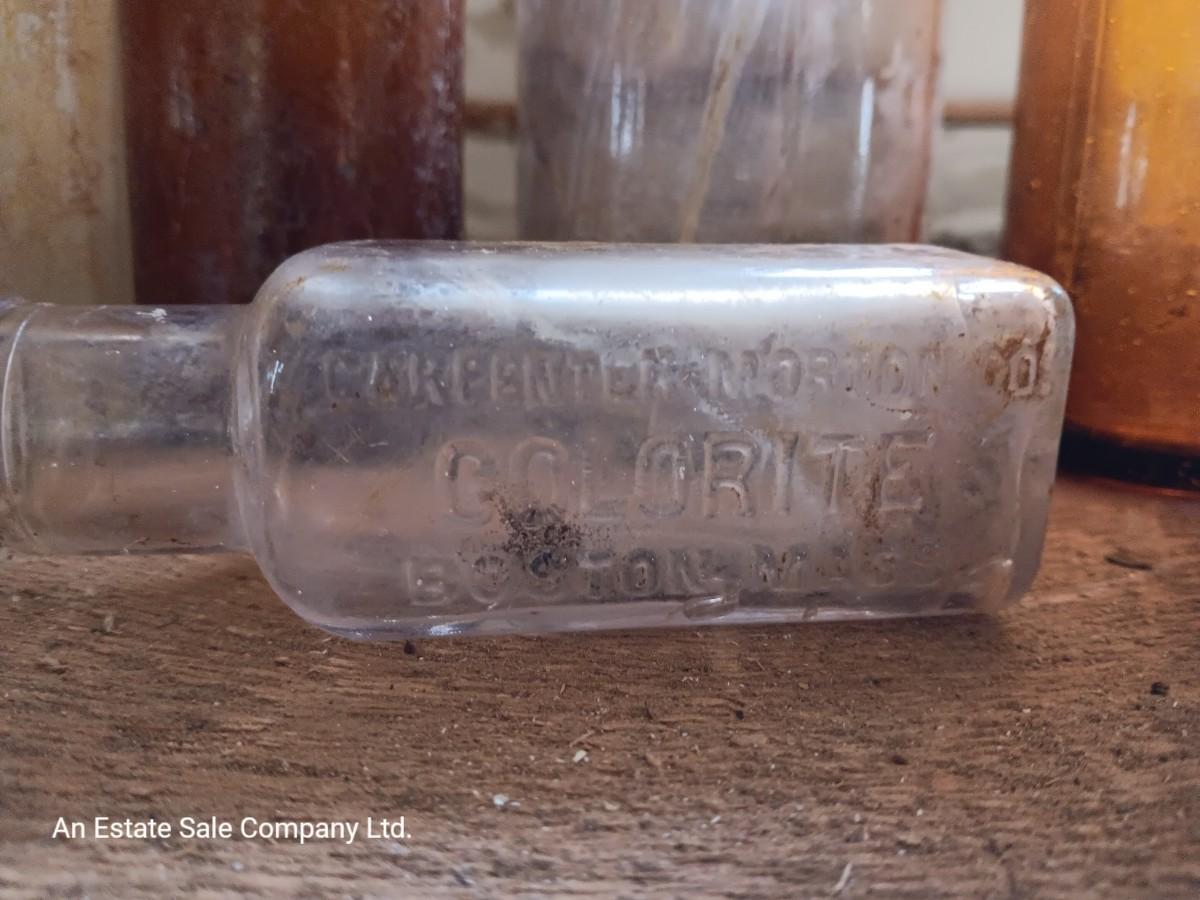 CARPENTER-MORTON CO.
COLORITE
BOSTON, MASS
An Estate Sale Company Ltd.